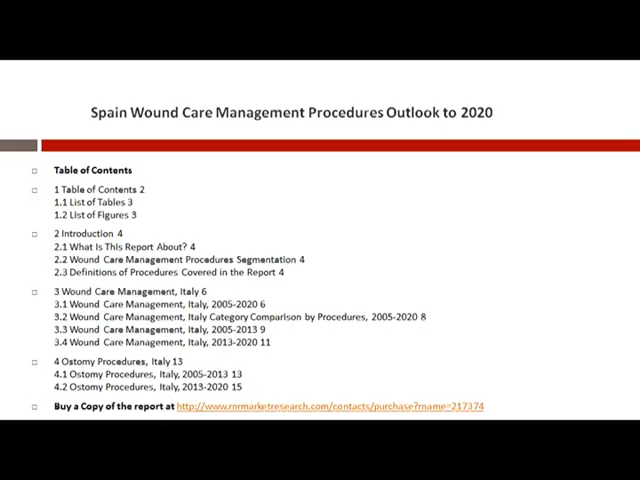 Spain Wound Care Management Procedures Outlook to 2020
Table of Contents
1 Table of Contents 2
1.1 List of Tables 3
1.2 List of Figures 3
2 Introduction 4
2.1 What Is This Report About? 4
2.2 Wound Care Management Procedures Segmentation 4
2.3 Definitions of Procedures Covered in the Report 4
3 Wound Care Management, Italy 6
3.1 Wound Care Management, Italy, 2005-2020 6
3.2 Wound Care Management, Italy Category Comparison by Procedures, 2005-2020 8
3.3 Wound Care Management, Italy, 2005-2013 9
3.4 Wound Care Management, Italy, 2013-2020 11
4 Ostomy Procedures, Italy 13
4.1 Ostomy Procedures, Italy, 2005-2013 13
4.2 Ostomy Procedures, Italy, 2013-2020 15
Buy a Copy of the report at http://www.rnrmarketresearch.com/contacts/purchase?rname=217374